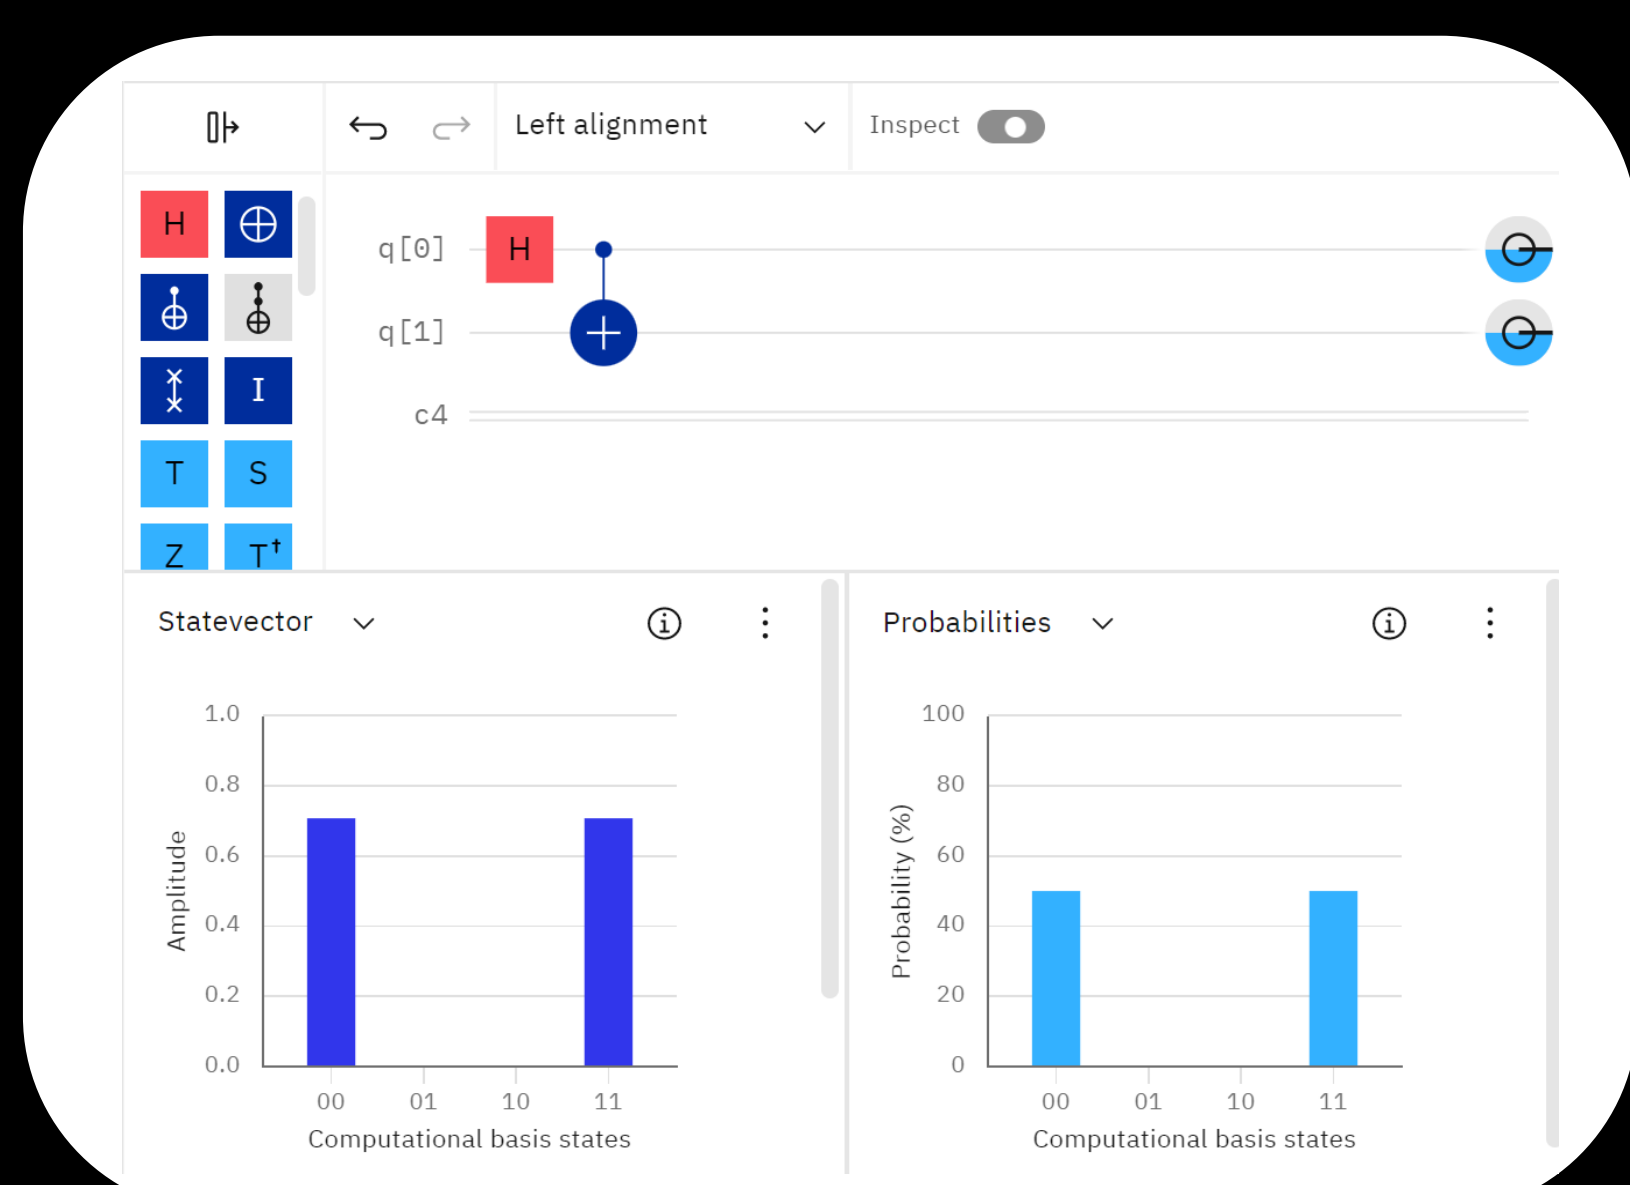 Left alignment
Inspect
H
I
T S
Z T†
q[0] H
q[1]
c4
Statevector
Probabilities
Amplitude
1.0
0.8
0.6
0.4
0.2
0.0
00 01 10 11
Computational basis states
Probability (%)
100
80
60
40
20
0
00 01 10 11
Computational basis states